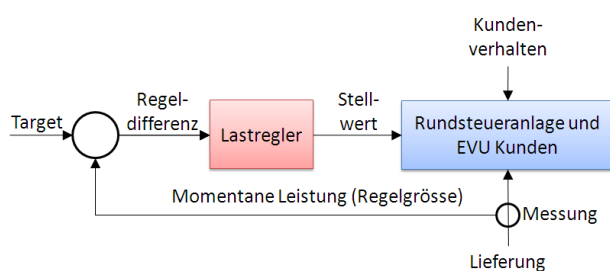 Kunden-
verhalten
Target
Regel-
differenz
Lastregler
Stell-
wert
Rundsteueranlage und
EVU Kunden
Momentane Leistung (Regelgrösse)
Messung
Lieferung